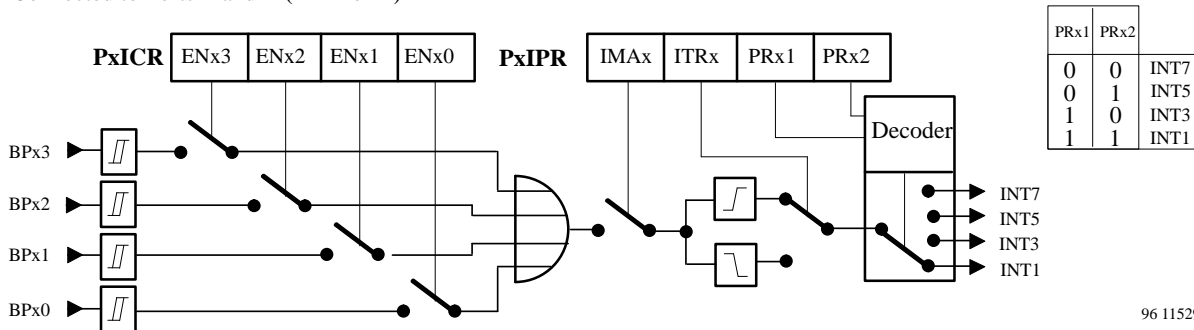 PRx1 PRx2
0 0 INT7
0 1 INT5
1 0 INT3
1 1 INT1
PxICR ENx3 ENx2 ENx1 ENx0 PxIPR IMAx ITRx PRx1 PRx2
Decoder
BPx3
BPx2
BPx1
BPx0
INT7
INT5
INT3
INT1
96 11529